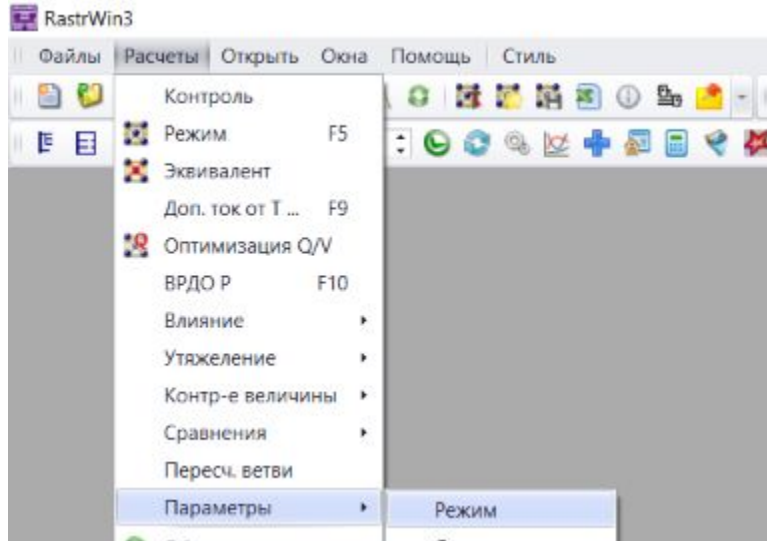 RastrWin3
Файлы Расчеты Открыть Окна Помощь Стиль
Контроль
Режим F5
Эквивалент
Доп. ток от Т ... F9
Оптимизация Q/V
ВРДО Р F10
Влияние
Утяжеление
Контр-е величины
Сравнения
Пересч. ветви
Параметры
Режим